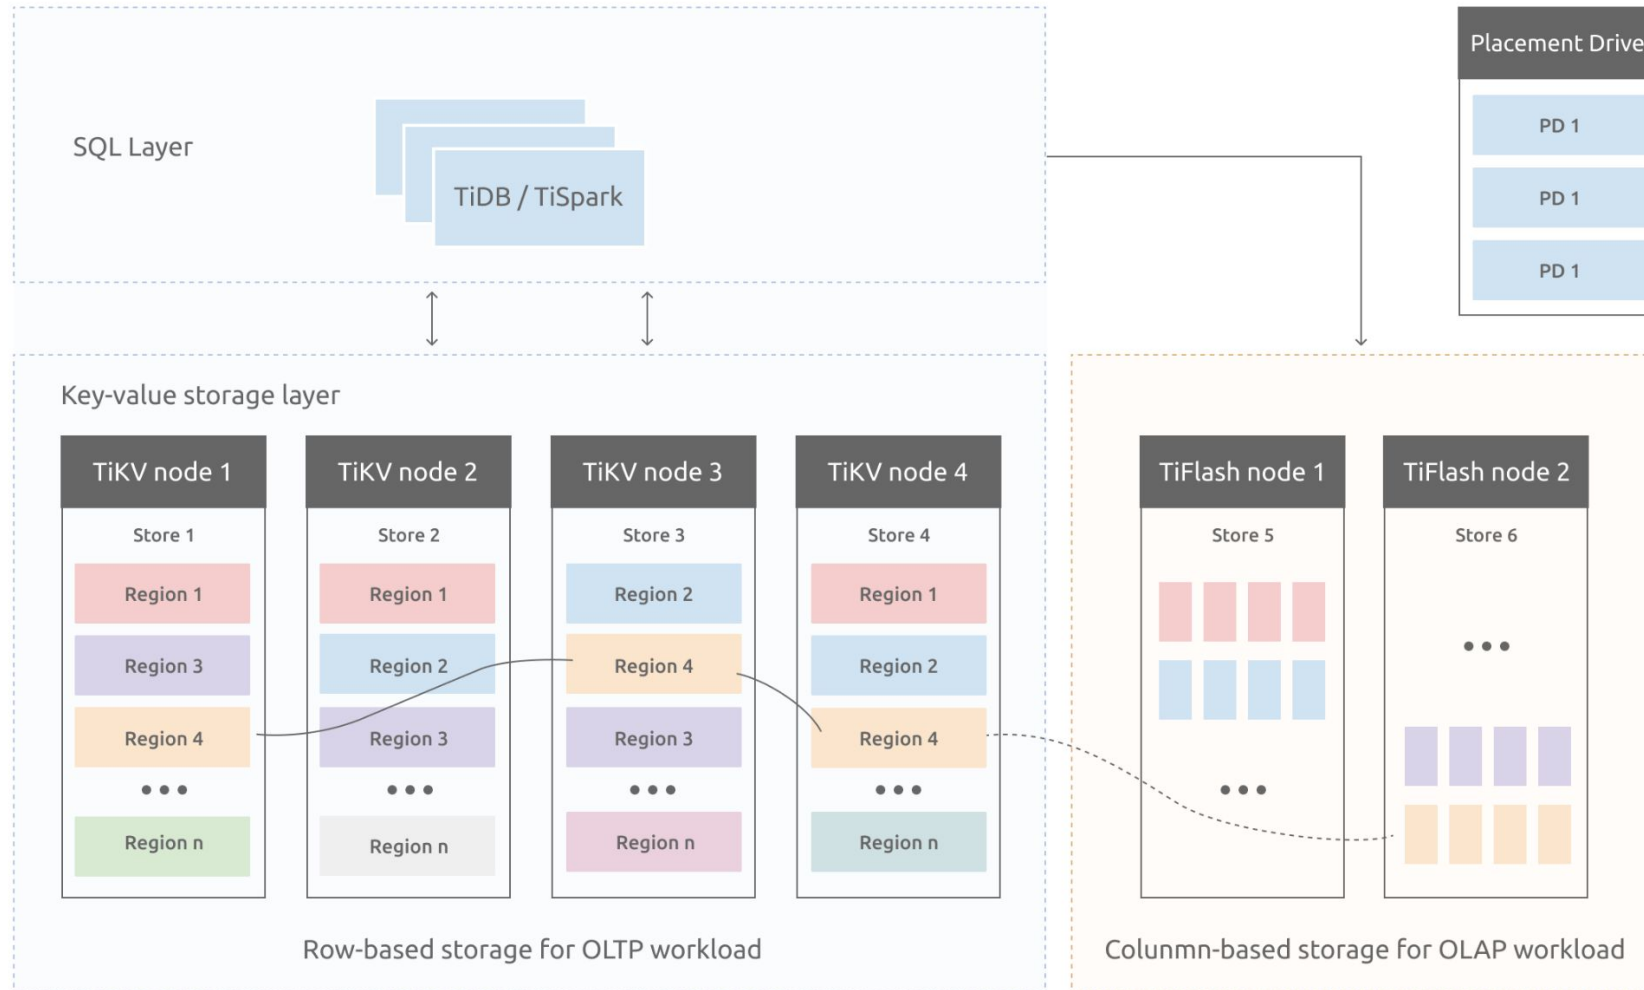 Placement Drive
PD 1
PD 1
PD 1
SQL Layer
TiDB / TiSpark
Key-value storage layer
TiKV node 1
Store 1
Region 1
Region 3
Region 4
Region n
TiKV node 2
Store 2
Region 1
Region 2
Region 3
Region n
TiKV node 3
Store 3
Region 2
Region 4
Region 3
Region n
TiKV node 4
Store 4
Region 1
Region 2
Region 4
Region n
Row-based storage for OLTP workload
TiFlash node 1
Store 5
TiFlash node 2
Store 6
Colunmn-based storage for OLAP workload